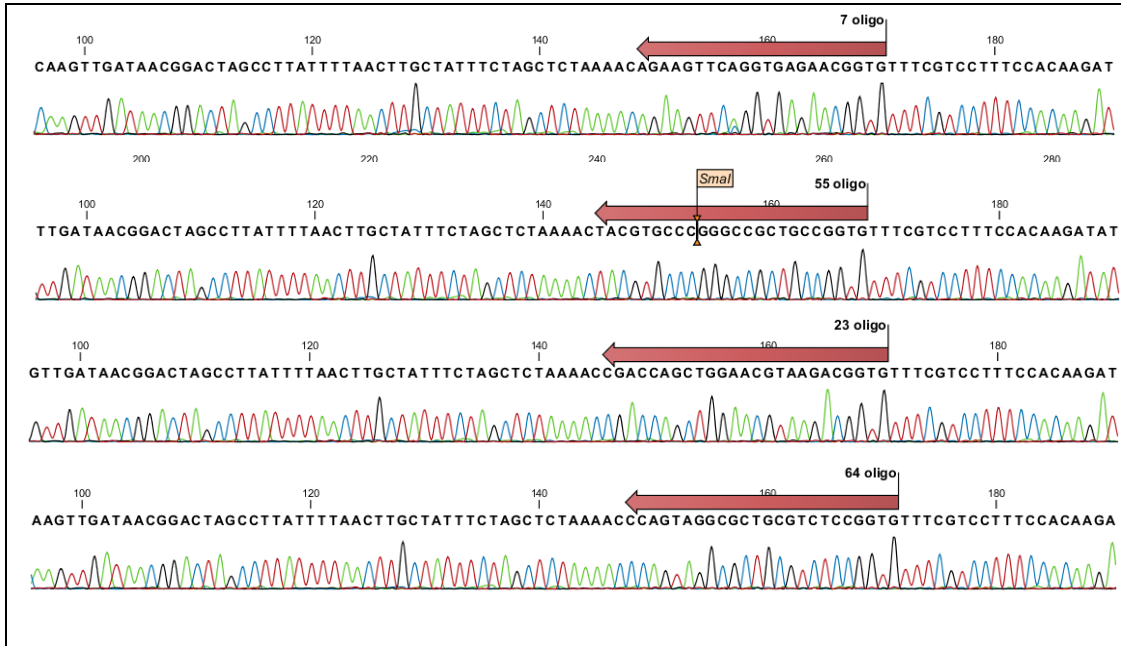 7 oligo
100 120 140 160 180
CAAGTTGATAACGGACTAGCCTTATTTTAACTTGCTATTTCTAGCTCTAAAACAGAAGTTCAGGTGAGAACGGTGTTTCGTCCTTTCCACAAGAT
200 220 240 260 280
SmaI
55 oligo
100 120 140 160 180
TTGATAACGGACTAGCCTTATTTTAACTTGCTATTTCTAGCTCTAAAACTACGTGCCCGGGCCGCTGCCGGTGTTTCGTCCTTTCCACAAGATAT
23 oligo
100 120 140 160 180
GTTGATAACGGACTAGCCTTATTTTAACTTGCTATTTCTAGCTCTAAAACCGACCAGCTGGAACGTAAGACGGTGTTTCGTCCTTTCCACAAGAT
64 oligo
100 120 140 160 180
AAGTTGATAACGGACTAGCCTTATTTTAACTTGCTATTTCTAGCTCTAAAACCCAGTAGGCGCTGCGTCTCCGGTGTTTCGTCCTTTCCACAAGA